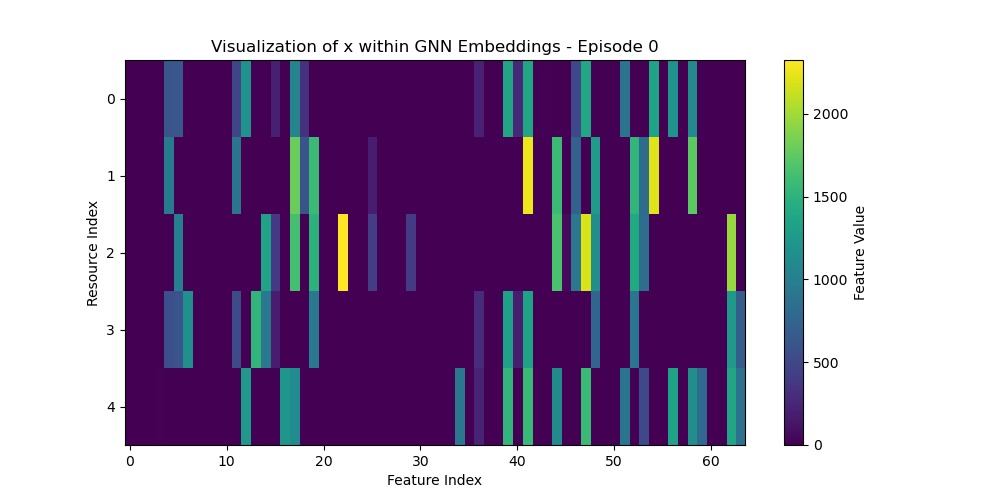 Visualization of x within GNN Embeddings - Episode 0
Resource Index
0
1
2
3
4
0 10 20 30 40 50 60
Feature Index
2000
1500
1000
500
0
Feature Value